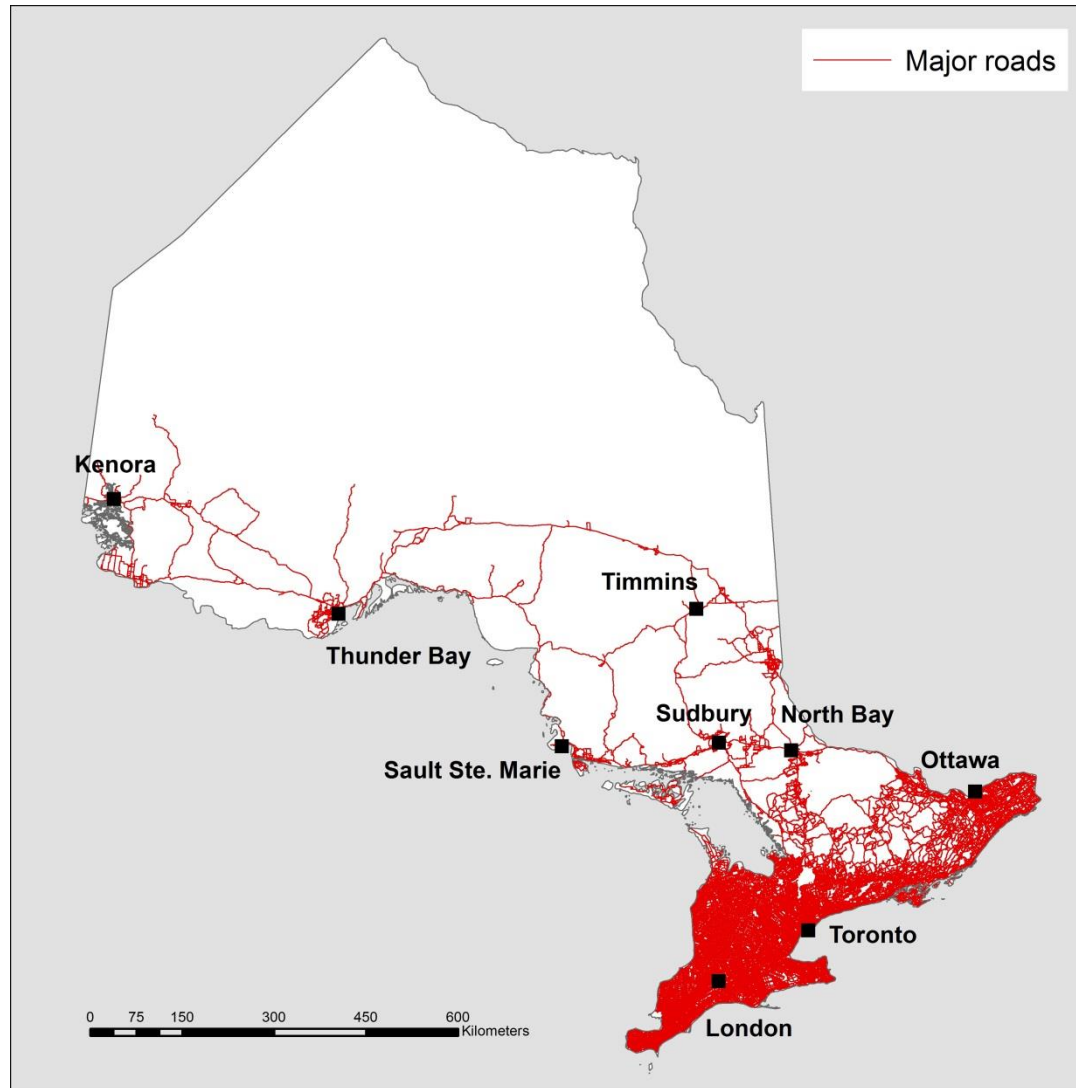 Major roads
Kenora
Timmins
Thunder Bay
Sudbury
North Bay
Sault Ste. Marie
Ottawa
Toronto
London
0 75 150 300 450 600
Kilometers